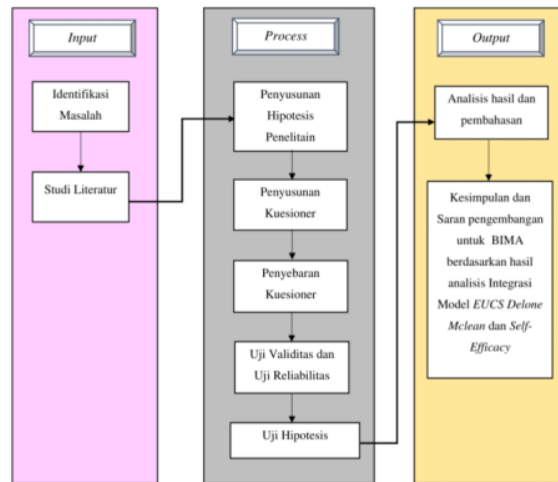 Input
Identifikasi
Masalah
Studi Literatur
Process
Penyusunan
Hipotesis
Penelitain
Penyusunan
Kuesioner
Penyebaran
Kuesioner
Uji Validitas dan
Uji Reliabilitas
Uji Hipotesis
Output
Analisis hasil dan
pembahasan
Kesimpulan dan
Saran pengembangan
untuk BIMA
berdasarkan hasil
analisis Integrasi
Model EUCS Delone
Mclean dan Self-
Efficacy